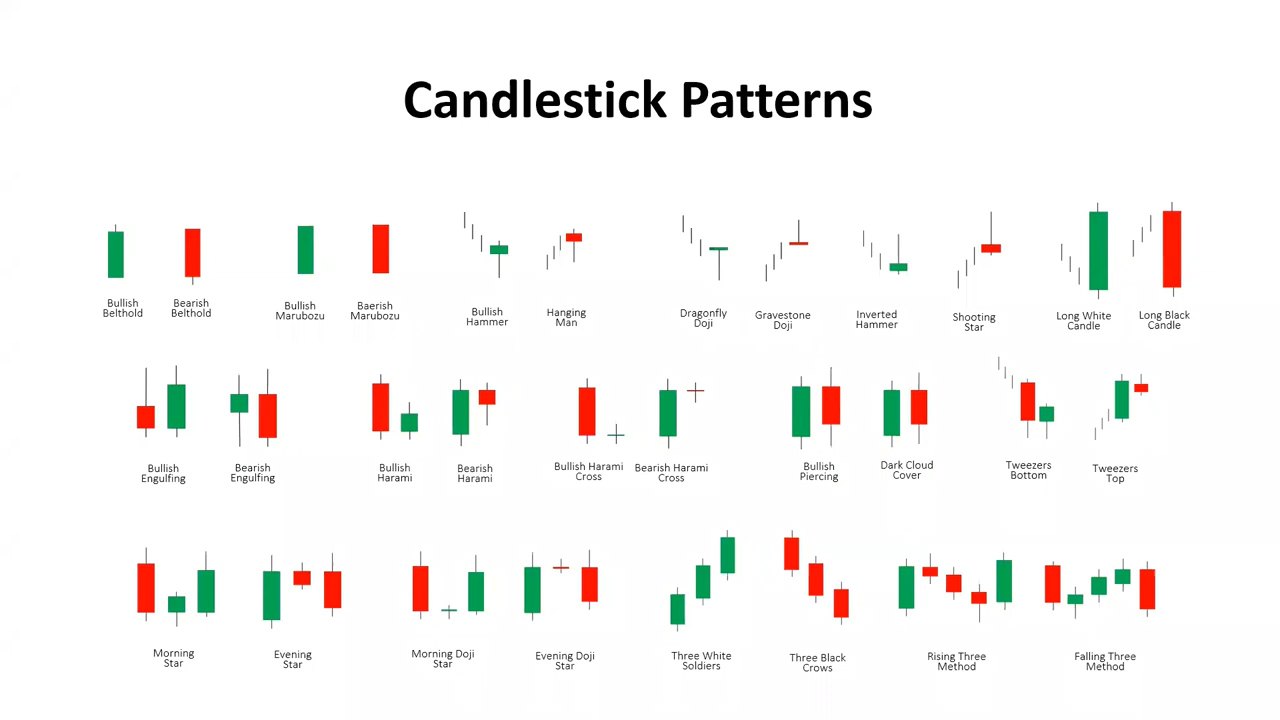 Candlestick Patterns
Bullish
Belthold
Bearish
Belthold
Bullish
Marubozu
Baerish
Marubozu
Bullish
Hammer
Hanging
Man
Dragonfly
Doji
Gravestone
Doji
Inverted
Hammer
Shooting
Star
Long White
Candle
Long Black
Candle
Bullish
Engulfing
Bearish
Engulfing
Bullish
Harami
Bearish
Harami
Bullish Harami
Cross
Bearish Harami
Cross
Bullish
Piercing
Dark Cloud
Cover
Tweezers
Bottom
Tweezers
Top
Morning
Star
Evening
Star
Morning Doji
Star
Evening Doji
Star
Three White
Soldiers
Three Black
Crows
Rising Three
Method
Falling Three
Method